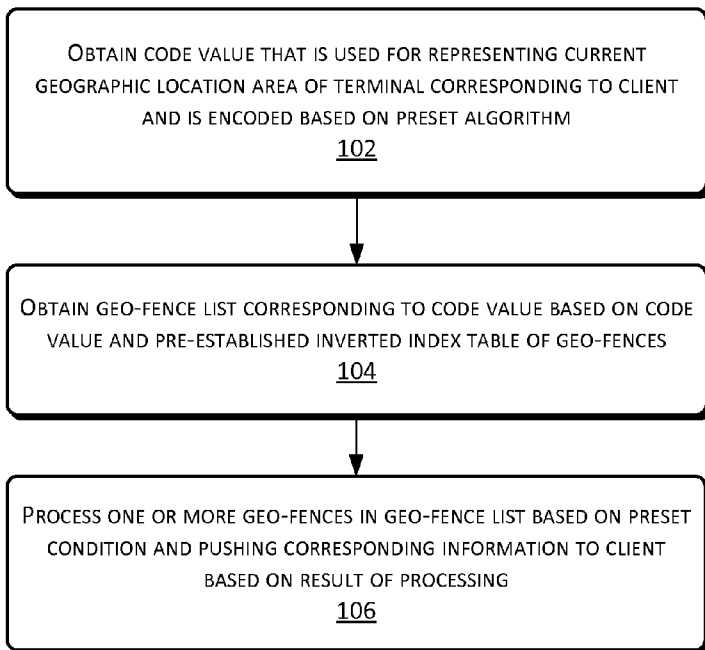 OBTAIN CODE VALUE THAT IS USED FOR REPRESENTING CURRENT
GEOGRAPHIC LOCATION AREA OF TERMINAL CORRESPONDING TO CLIENT
AND IS ENCODED BASED ON PRESET ALGORITHM
102
OBTAIN GEO-FENCE LIST CORRESPONDING TO CODE VALUE BASED ON CODE
VALUE AND PRE-ESTABLISHED INVERTED INDEX TABLE OF GEO-FENCES
104
PROCESS ONE OR MORE GEO-FENCES IN GEO-FENCE LIST BASED ON PRESET
CONDITION AND PUSHING CORRESPONDING INFORMATION TO CLIENT
BASED ON RESULT OF PROCESSING
106